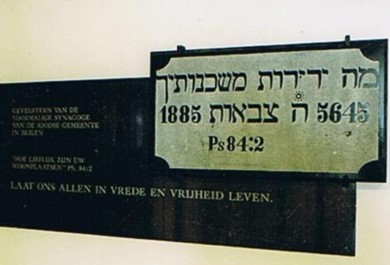 מה ידידות משכנותיך
1885 ה' צבאות 5645
Ps 84:2
GEVELSTEEN VAN DE
VOORMALIGE SYNAGOGE
VAN DE JOODSE GEMEENTE
IN BEILEN
"HOE LIEFLIJK ZIJN UW
WOONPLAATSEN" PS. 84:2
LAAT ONS ALLEN IN VREDE EN VRIJHEID LEVEN.